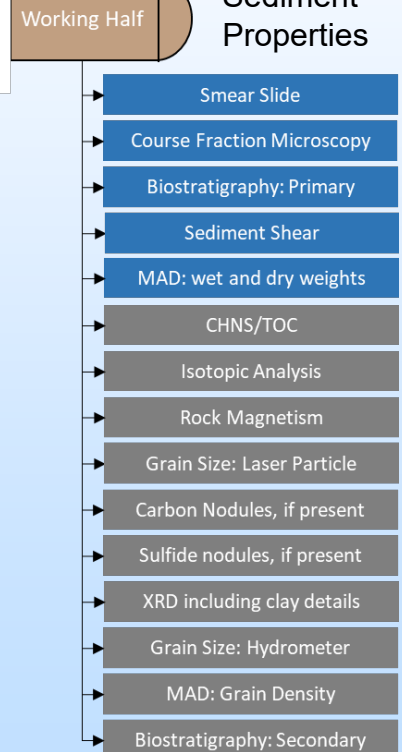 Working Half
Sediment
Properties
Smear Slide
Course Fraction Microscopy
Biostratigraphy: Primary
Sediment Shear
MAD: wet and dry weights
CHNS/TOC
Isotopic Analysis
Rock Magnetism
Grain Size: Laser Particle
Carbon Nodules, if present
Sulfide nodules, if present
XRD including clay details
Grain Size: Hydrometer
MAD: Grain Density
Biostratigraphy: Secondary